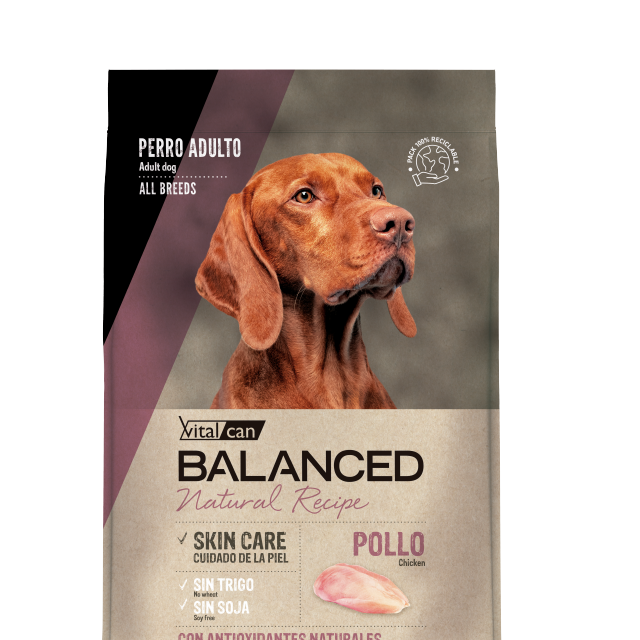 PERRO ADULTO
Adult dog
ALL BREEDS
PACK 100% RECICLABLE
Vital can
BALANCED
Natural Recipe
SKIN CARE
CUIDADO DE LA PIEL
POLLO
Chicken
SIN TRIGO
No wheat
SIN SOJA
Soy free
CON ANTIOXIDANTES NATURALES